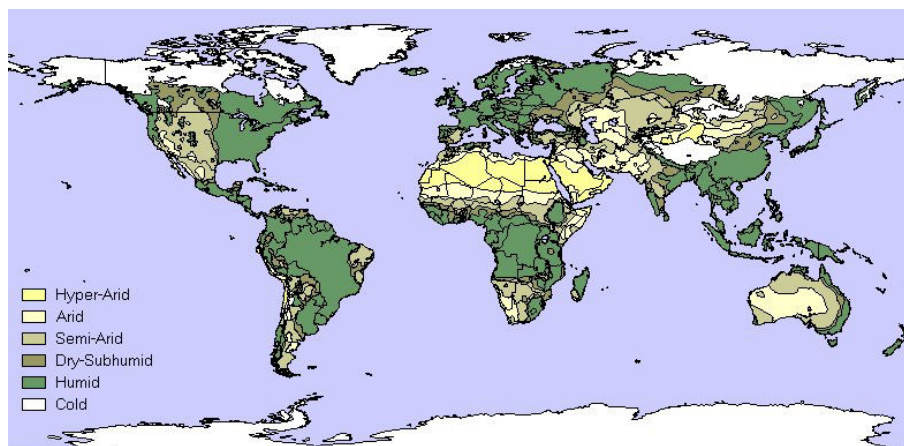 Hyper-Arid
Arid
Semi-Arid
Dry-Subhumid
Humid
Cold